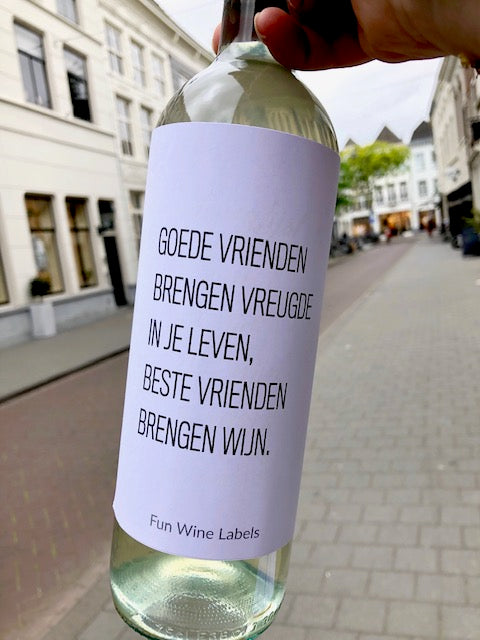 GOEDE VRIENDEN
BRENGEN VREUGDE
IN JE LEVEN,
BESTE VRIENDEN
BRENGEN WIJN.
Fun Wine Labels